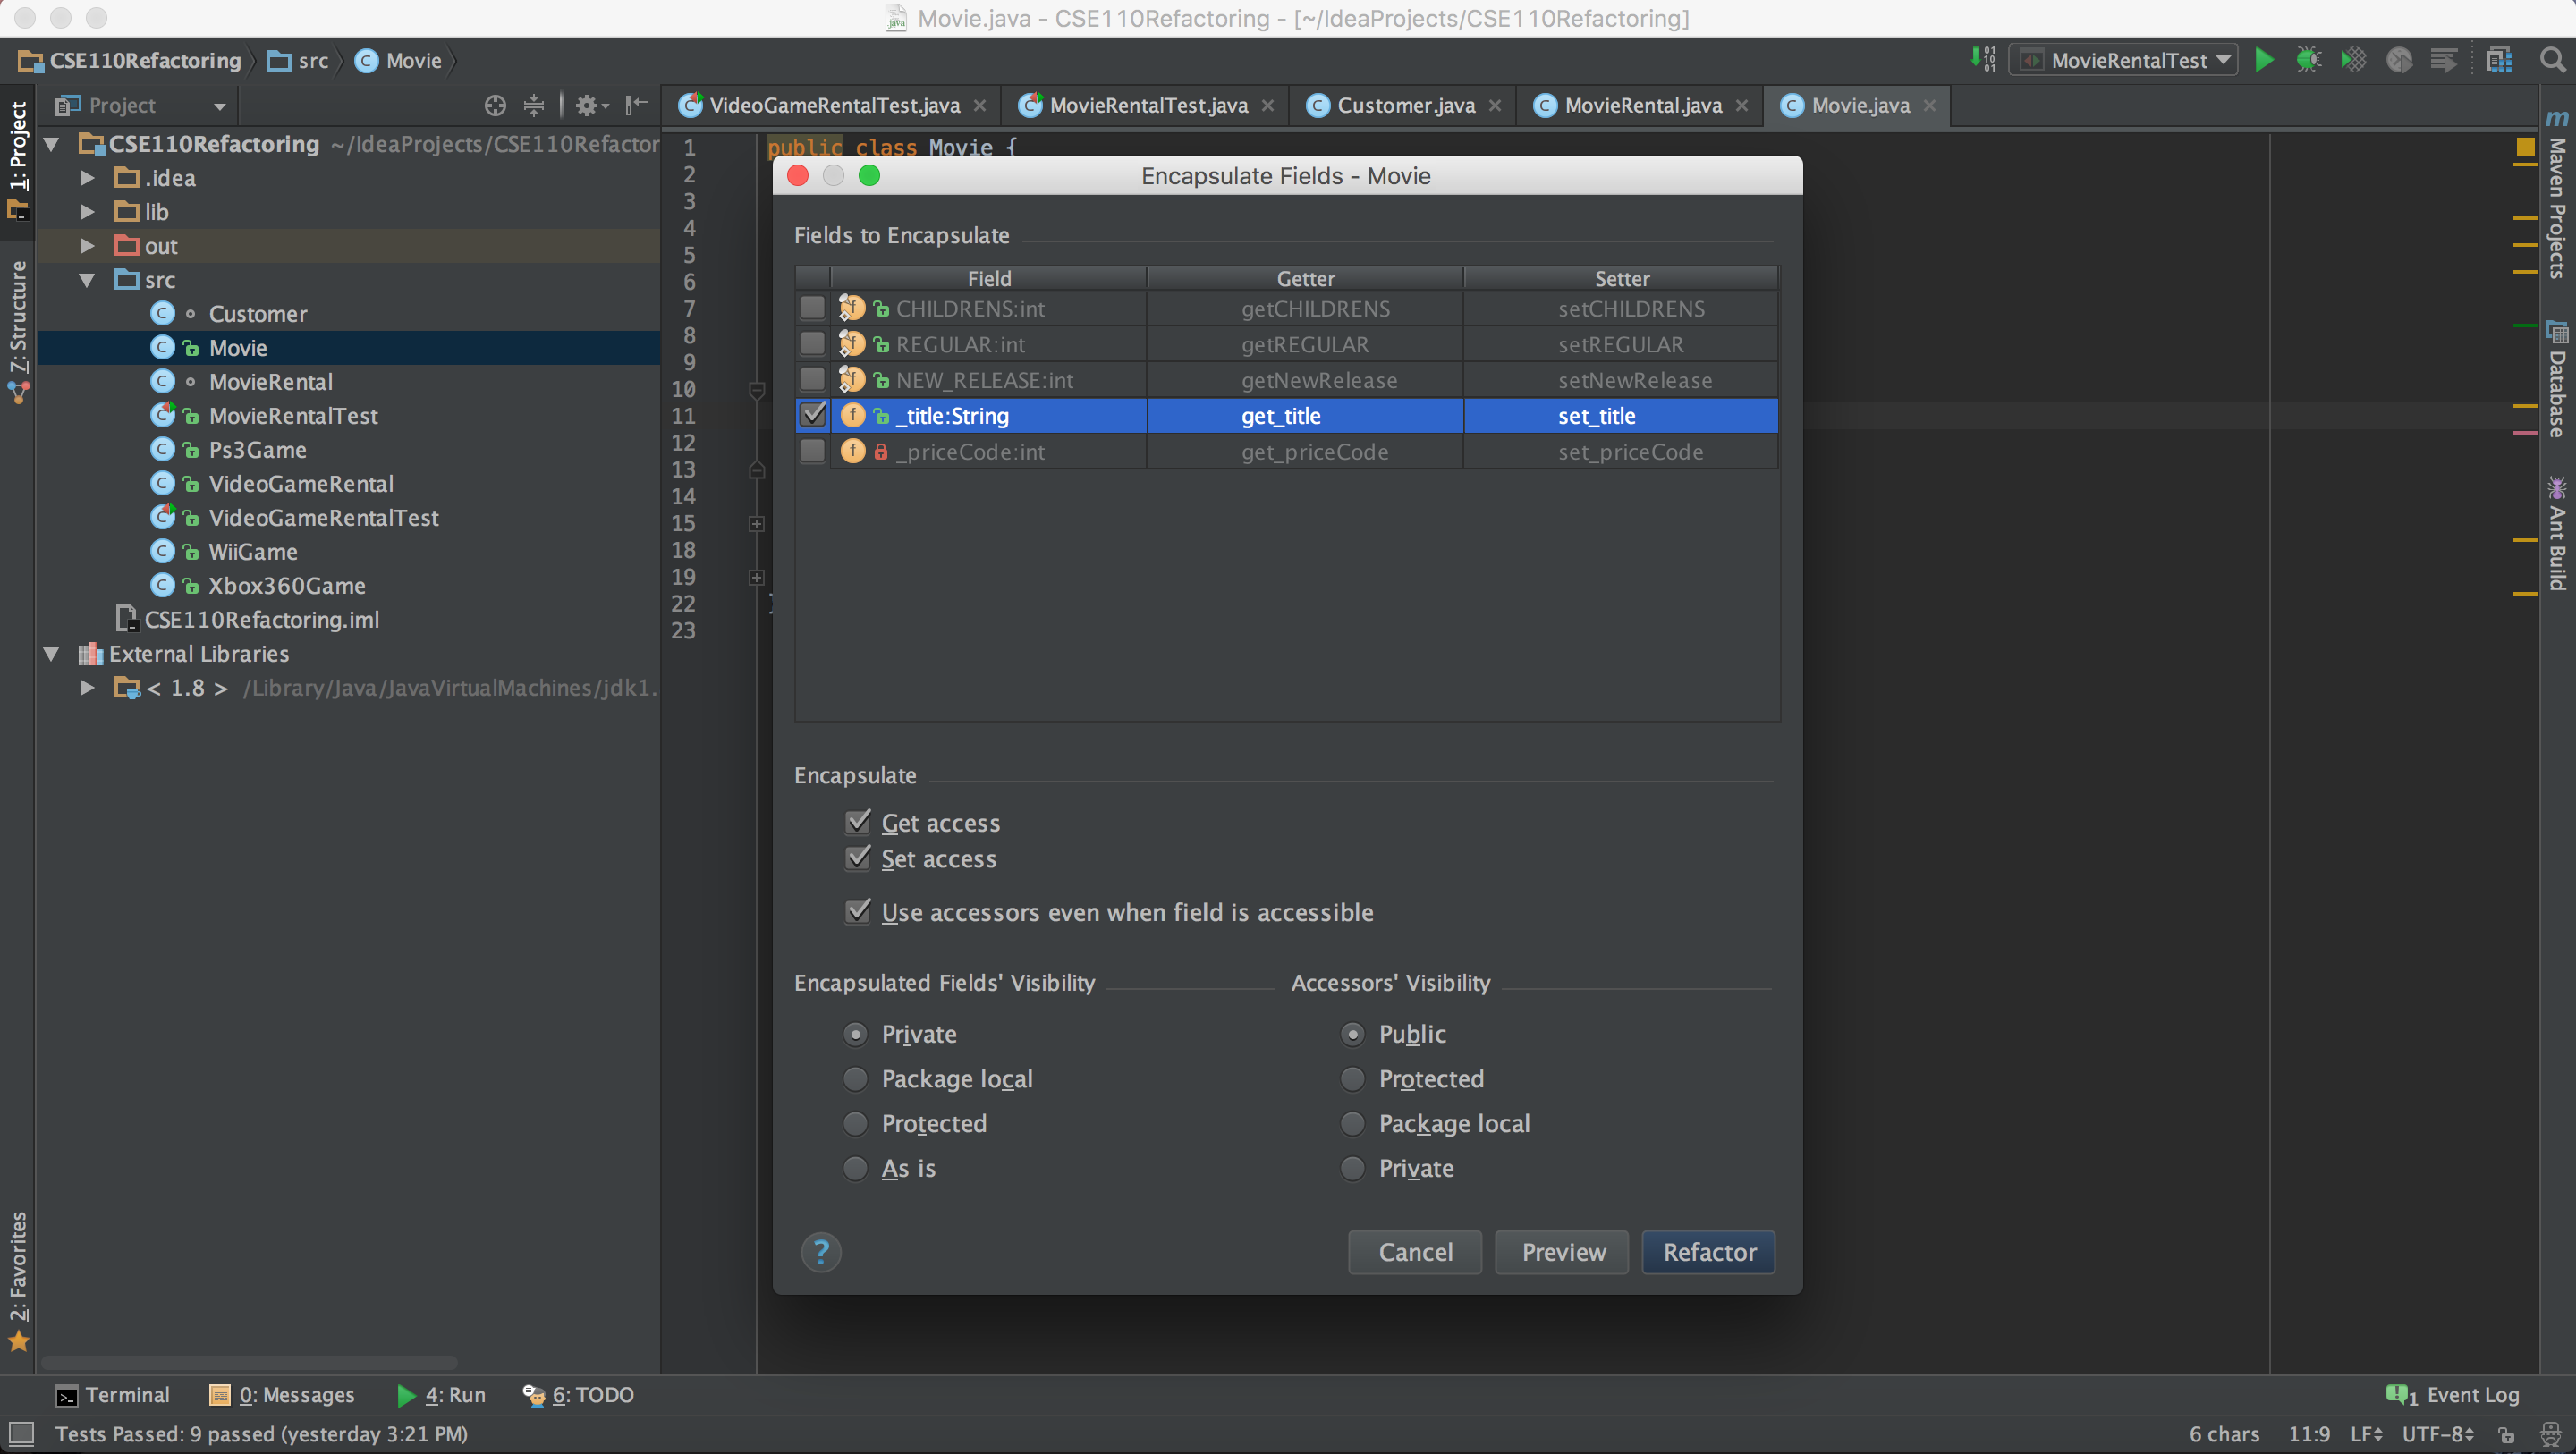 Movie.java - CSE110Refactoring - [~/IdeaProjects/CSE110Refactoring]
CSE110Refactoring src Movie
MovieRentalTest
Project
VideoGameRentalTest.java MovieRentalTest.java Customer.java MovieRental.java Movie.java
1: Project
Z: Structure
2: Favorites
CSE110Refactoring ~/IdeaProjects/CSE110Refactor
.idea
lib
out
src
Customer
Movie
MovieRental
MovieRentalTest
Ps3Game
VideoGameRental
VideoGameRentalTest
WiiGame
Xbox360Game
CSE110Refactoring.iml
External Libraries
< 1.8 > /Library/Java/JavaVirtualMachines/jdk1.
1
2
3
4
5
6
7
8
9
10
11
12
13
14
15
18
19
22
23
public class Movie {
}
Encapsulate Fields - Movie
Fields to Encapsulate
Field Getter Setter
CHILDRENS:int getCHILDRENS setCHILDRENS
REGULAR:int getREGULAR setREGULAR
NEW_RELEASE:int getNewRelease setNewRelease
_title:String get_title set_title
_priceCode:int get_priceCode set_priceCode
Encapsulate
Get access
Set access
Use accessors even when field is accessible
Encapsulated Fields' Visibility Accessors' Visibility
Private Public
Package local Protected
Protected Package local
As is Private
? Cancel Preview Refactor
Maven Projects
Database
Ant Build
Terminal 0: Messages 4: Run 6: TODO 1 Event Log
Tests Passed: 9 passed (yesterday 3:21 PM) 6 chars 11:9 LF UTF-8